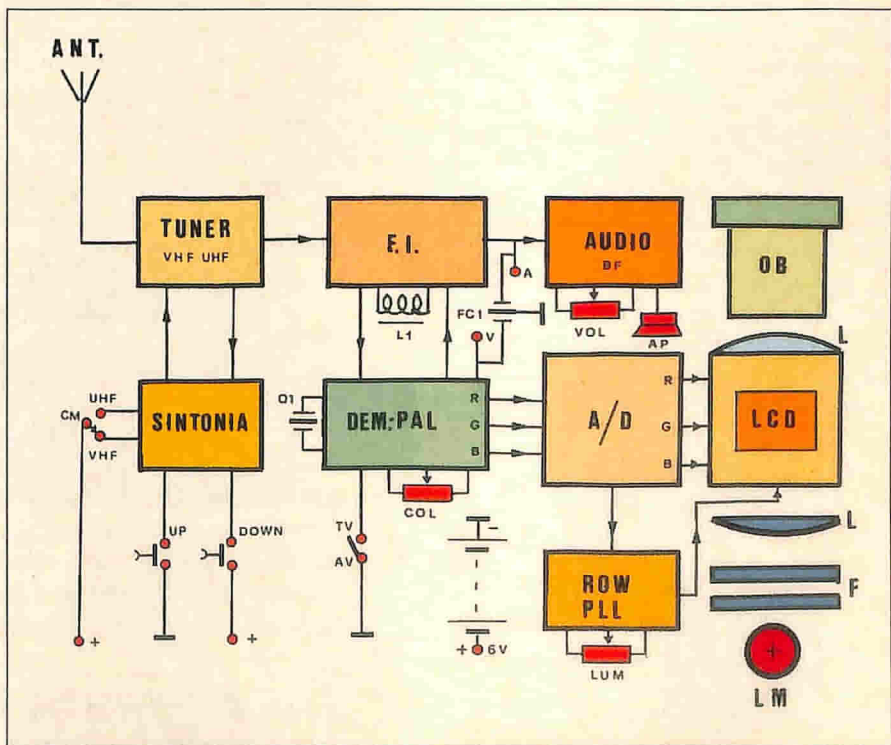 ANT.
TUNER
VHF UHF
F.I.
AUDIO
BF
OB
A
FC1
L1
VOL
AP
V
L
UHF
CM
VHF
SINTONIA
Q1
DEM:PAL
R
G
B
A/D
R
G
B
LCD
COL
UP
DOWN
TV
AV
-
L
ROW
PLL
F
+
+
+ 6V
LUM
+
LM